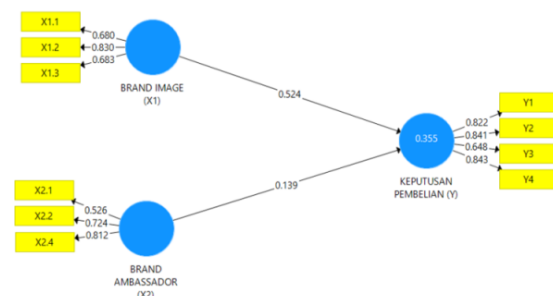 X1.1
X1.2
X1.3
0.680
0.830
0.683
BRAND IMAGE
(X1)
0.524
0.355
KEPUTUSAN
PEMBELIAN (Y)
0.822
0.841
0.648
0.843
Y1
Y2
Y3
Y4
0.139
X2.1
X2.2
X2.4
0.526
0.724
0.812
BRAND
AMBASSADOR
(X2)